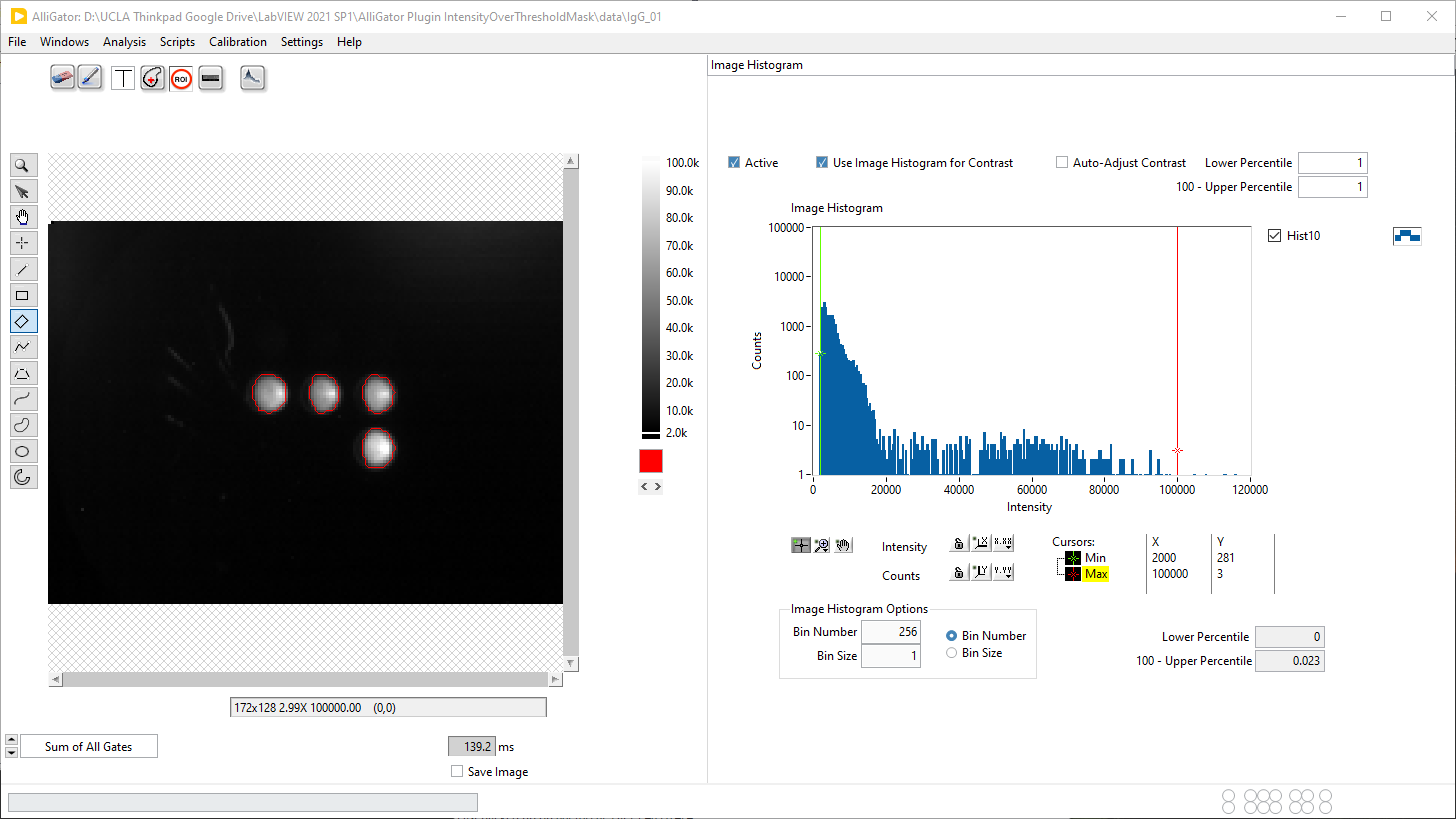 AlliGator: D:\UCLA Thinkpad Google Drive\LabVIEW 2021 SP1\AlliGator Plugin IntensityOverThresholdMask\data\IgG_01
File Windows Analysis Scripts Calibration Settings Help
T
ROI
100.0k
90.0k
80.0k
70.0k
60.0k
50.0k
40.0k
30.0k
20.0k
10.0k
2.0k
172x128 2.99X 100000.00 (0,0)
Sum of All Gates
139.2 ms
Save Image
Image Histogram
Active Use Image Histogram for Contrast Auto-Adjust Contrast Lower Percentile 1
100 - Upper Percentile 1
Image Histogram
Hist10
Counts
100000
10000
1000
100
10
1
0 20000 40000 60000 80000 100000 120000
Intensity
Intensity
Counts
X.XX
Y.YY
Cursors: X Y
Min 2000 281
Max 100000 3
Image Histogram Options
Bin Number 256 Bin Number
Bin Size 1 Bin Size
Lower Percentile 0
100 - Upper Percentile 0.023